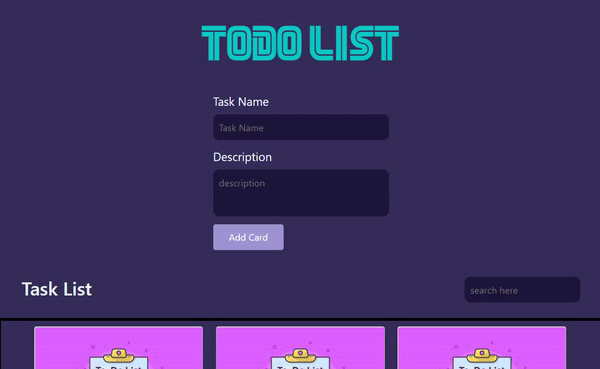 TODO LIST
Task Name
Task Name
Description
description
Add Card
Task List
search here
To-Do List
To-Do List
To-Do List